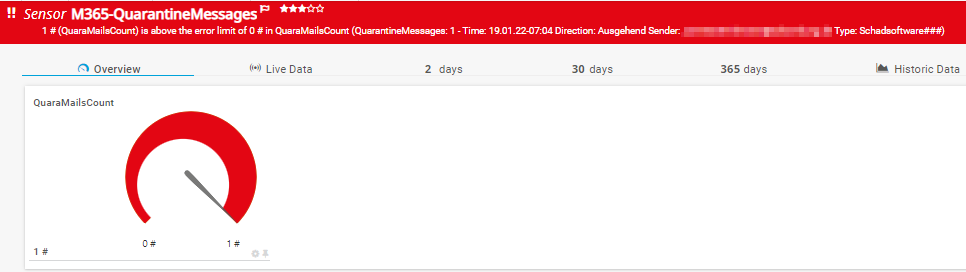 !! Sensor M365-QuarantineMessages
1 # (QuaraMailsCount) is above the error limit of 0 # in QuaraMailsCount (QuarantineMessages: 1 - Time: 19.01.22-07:04 Direction: Ausgehend Sender: Type: Schadsoftware###)
Overview Live Data 2 days 30 days 365 days Historic Data
QuaraMailsCount
0 # 1 #
1 #